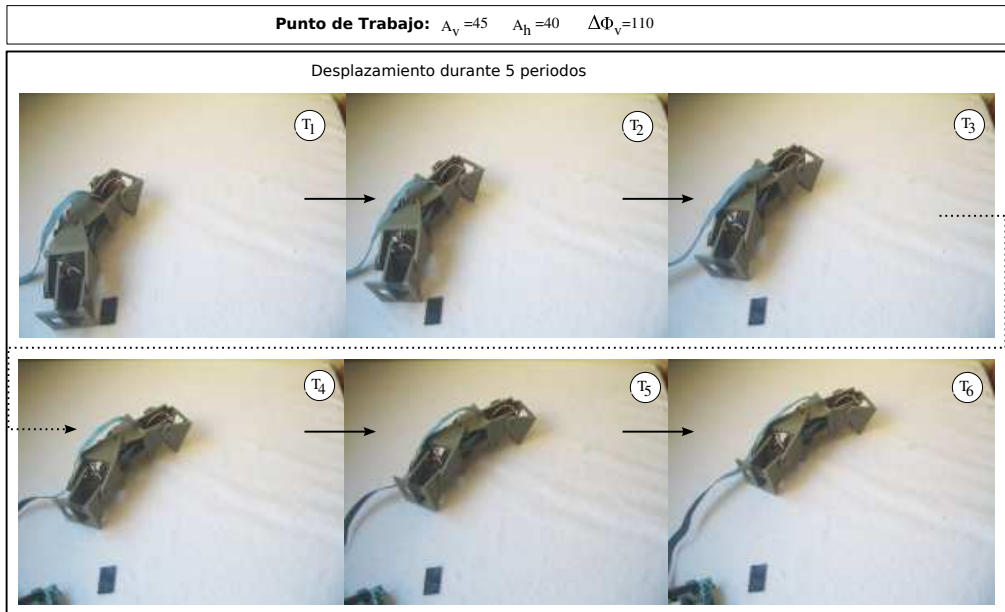 Punto de Trabajo: Av =45 Ah =40 ΔΦv=110
Desplazamiento durante 5 periodos
T1
T2
T3
T4
T5
T6